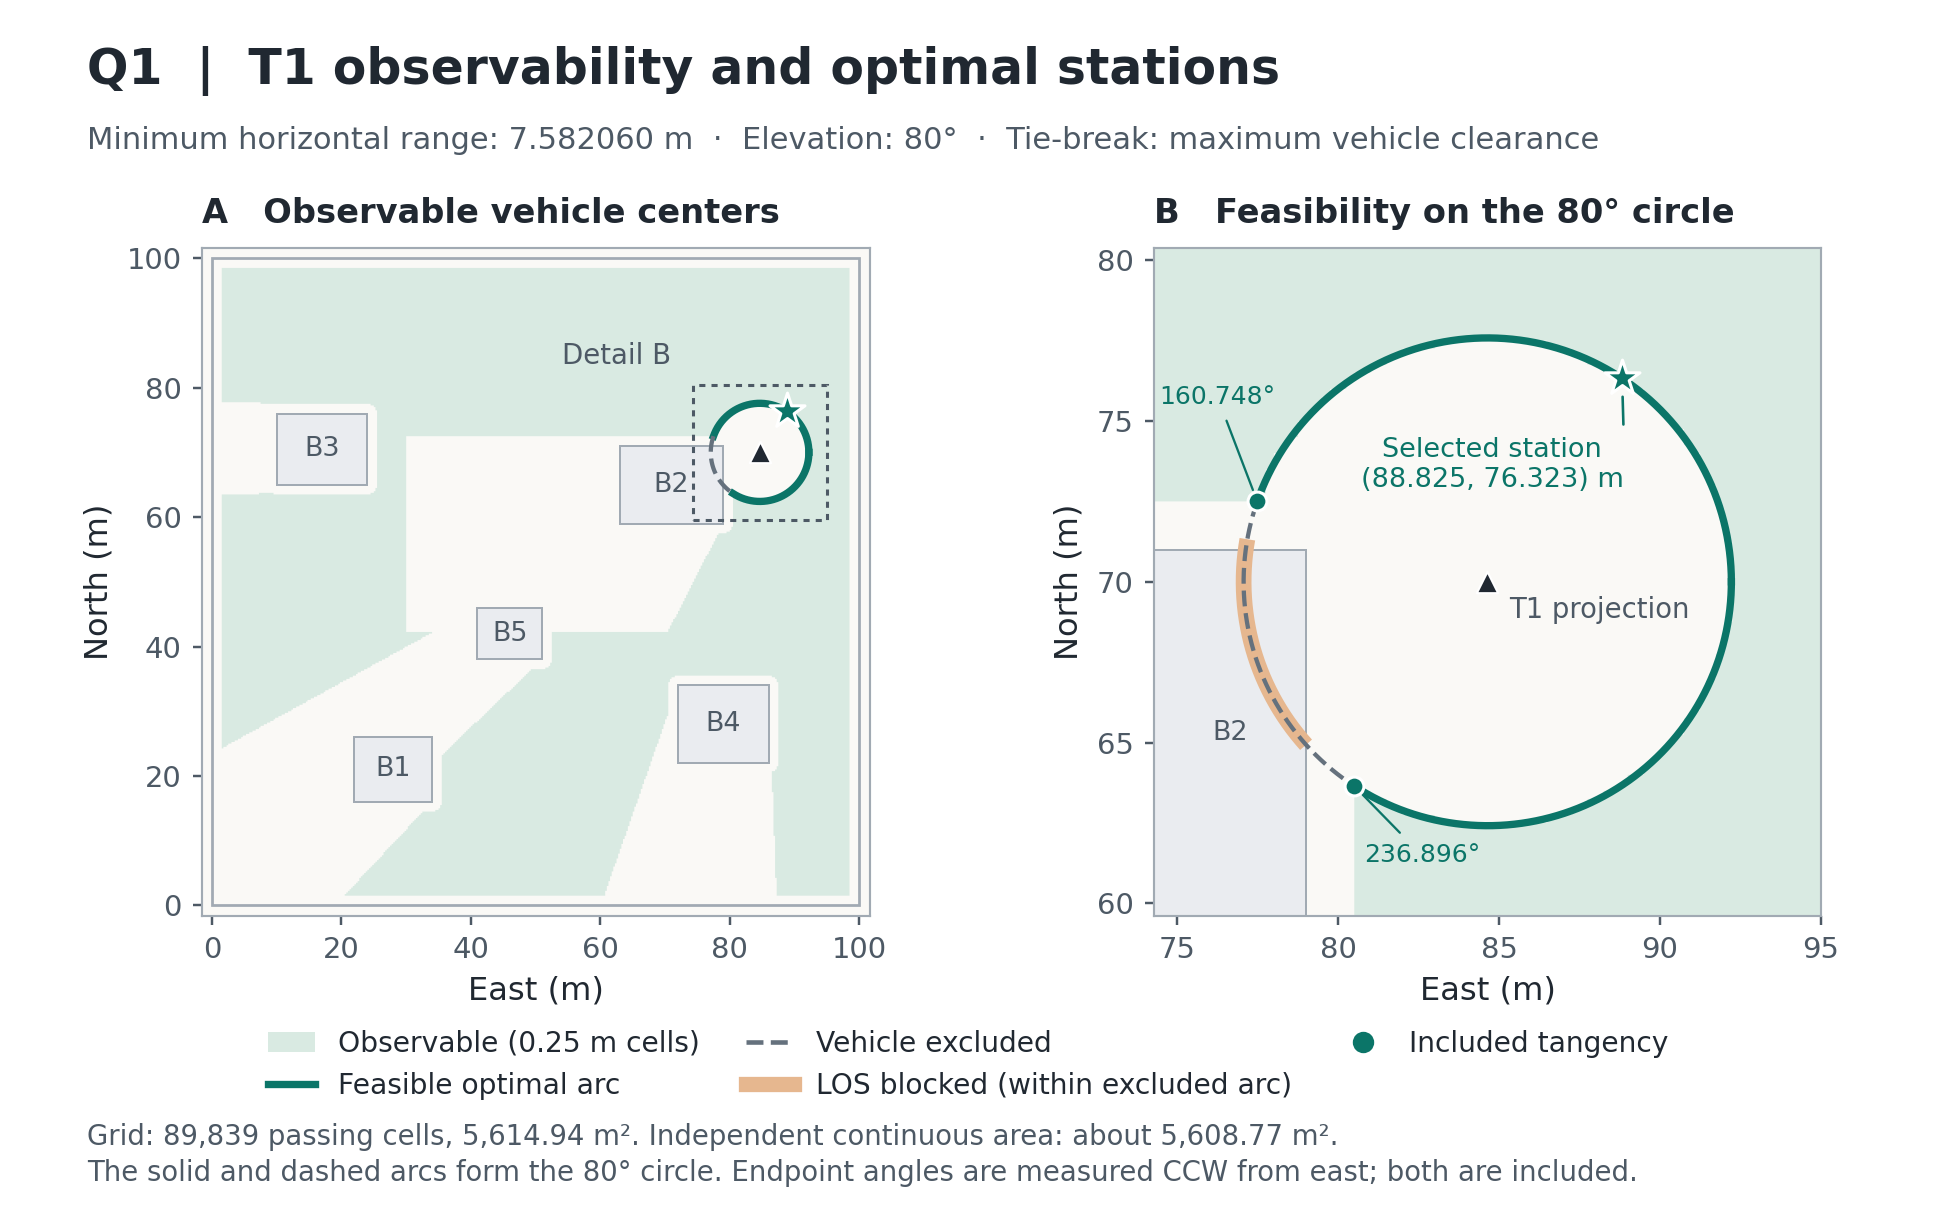 Q1 | T1 observability and optimal stations
Minimum horizontal range: 7.582060 m · Elevation: 80° · Tie-break: maximum vehicle clearance
A Observable vehicle centers
100
80
60
40
20
0
0 20 40 60 80 100
North (m)
East (m)
Detail B
B3
B2
B5
B4
B1
B Feasibility on the 80° circle
80
75
70
65
60
75 80 85 90 95
North (m)
East (m)
160.748°
Selected station
(88.825, 76.323) m
T1 projection
B2
236.896°
Observable (0.25 m cells)
Vehicle excluded
Included tangency
Feasible optimal arc
LOS blocked (within excluded arc)
Grid: 89,839 passing cells, 5,614.94 m². Independent continuous area: about 5,608.77 m².
The solid and dashed arcs form the 80° circle. Endpoint angles are measured CCW from east; both are included.